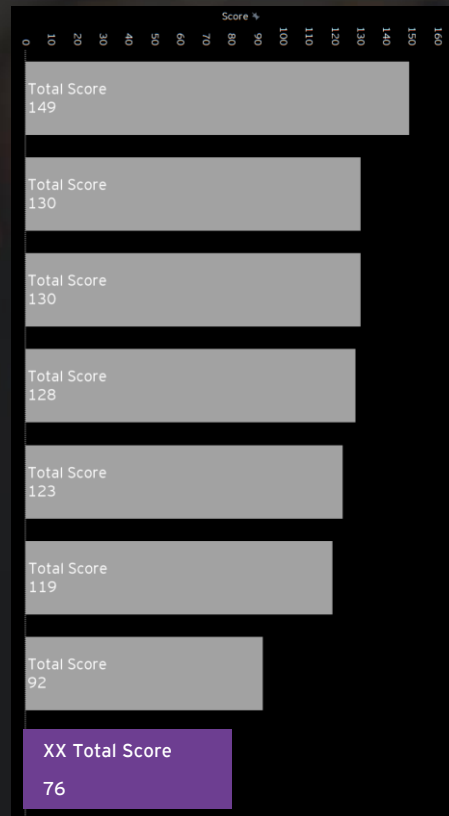 Score
0 10 20 30 40 50 60 70 80 90 100 110 120 130 140 150 160
Total Score
149
Total Score
130
Total Score
130
Total Score
128
Total Score
123
Total Score
119
Total Score
92
XX Total Score
76